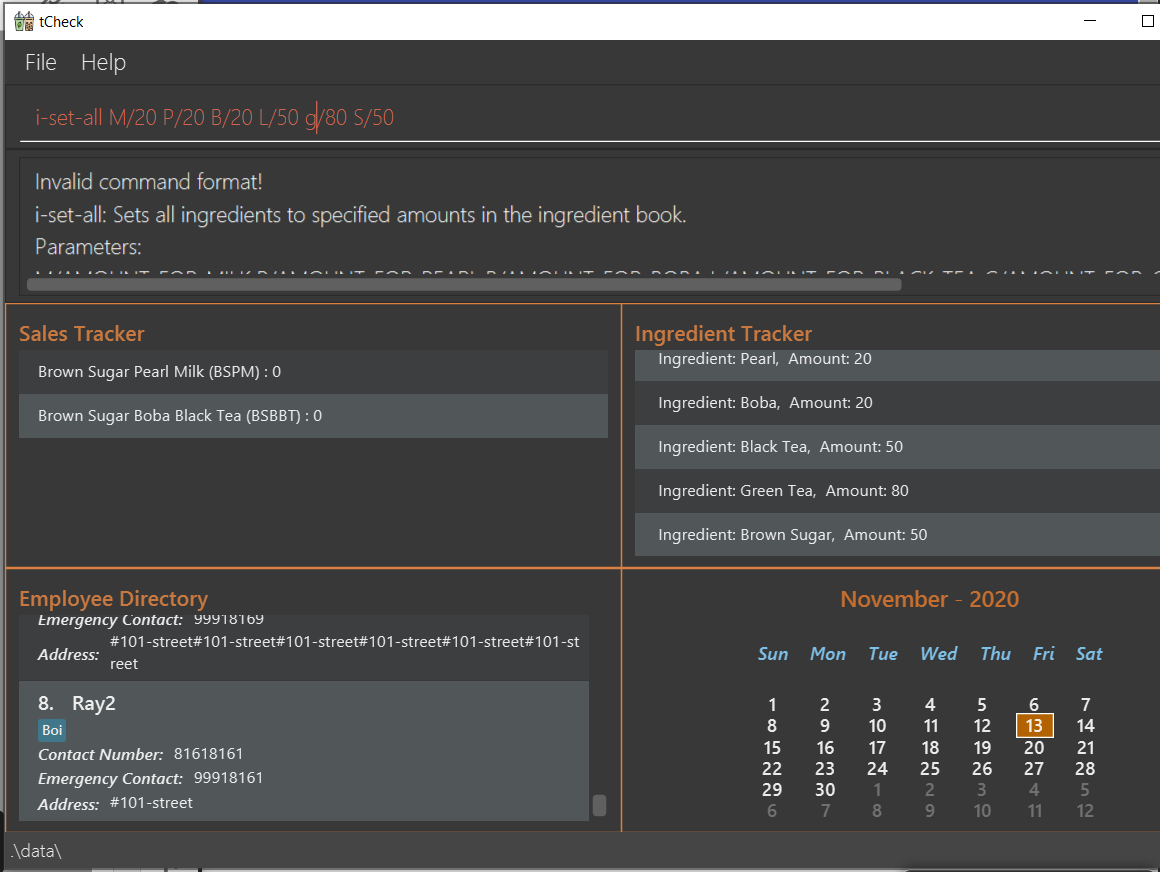 tCheck
File Help
i-set-all M/20 P/20 B/20 L/50 g/80 S/50
Invalid command format!
i-set-all: Sets all ingredients to specified amounts in the ingredient book.
Parameters:
Sales Tracker
Brown Sugar Pearl Milk (BSPM) : 0
Brown Sugar Boba Black Tea (BSBBT) : 0
Ingredient Tracker
Ingredient: Pearl, Amount: 20
Ingredient: Boba, Amount: 20
Ingredient: Black Tea, Amount: 50
Ingredient: Green Tea, Amount: 80
Ingredient: Brown Sugar, Amount: 50
Employee Directory
Emergency Contact: 99918169
Address: #101-street#101-street#101-street#101-street#101-street#101-st
reet
8. Ray2
Boi
Contact Number: 81618161
Emergency Contact: 99918161
Address: #101-street
November - 2020
Sun Mon Tue Wed Thu Fri Sat
1 2 3 4 5 6 7
8 9 10 11 12 13 14
15 16 17 18 19 20 21
22 23 24 25 26 27 28
29 30 1 2 3 4 5
6 7 8 9 10 11 12
.\data\